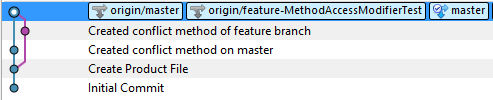 origin/master origin/feature-MethodAccessModifierTest master
Created conflict method of feature branch
Created conflict method on master
Create Product File
Initial Commit